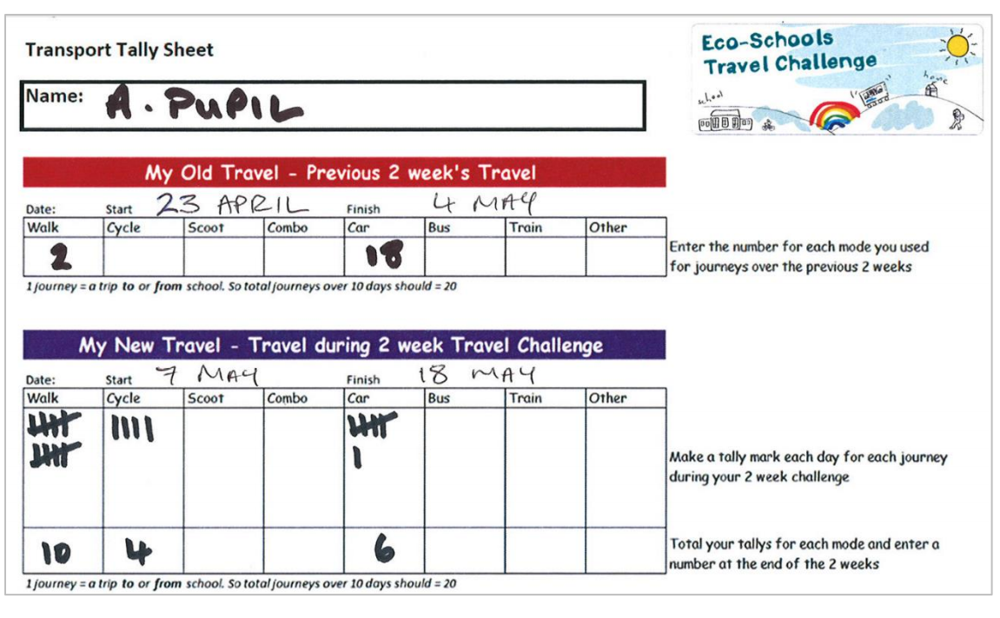 Transport Tally Sheet
Eco-Schools
Travel Challenge
school
home
Name: A. PUPIL
My Old Travel - Previous 2 week's Travel
Date: Start 23 APRIL Finish 4 MAY
Walk Cycle Scoot Combo Car Bus Train Other
2 18
Enter the number for each mode you used
for journeys over the previous 2 weeks
1 journey = a trip to or from school. So total journeys over 10 days should = 20
My New Travel - Travel during 2 week Travel Challenge
Date: Start 7 MAY Finish 18 MAY
Walk Cycle Scoot Combo Car Bus Train Other
Make a tally mark each day for each journey
during your 2 week challenge
10 4 6
Total your tallys for each mode and enter a
number at the end of the 2 weeks
1 journey = a trip to or from school. So total journeys over 10 days should = 20